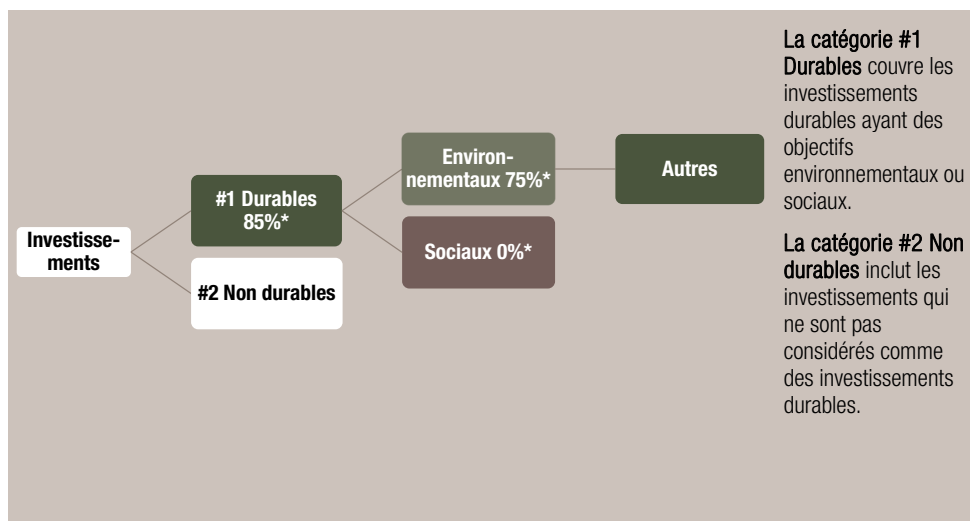 Investisse-
ments
#1 Durables
85%*
#2 Non durables
Environ-
nementaux 75%*
Sociaux 0%*
Autres
La catégorie #1
Durables couvre les
investissements
durables ayant des
objectifs
environnementaux ou
sociaux.
La catégorie #2 Non
durables inclut les
investissements qui
ne sont pas
considérés comme
des investissements
durables.